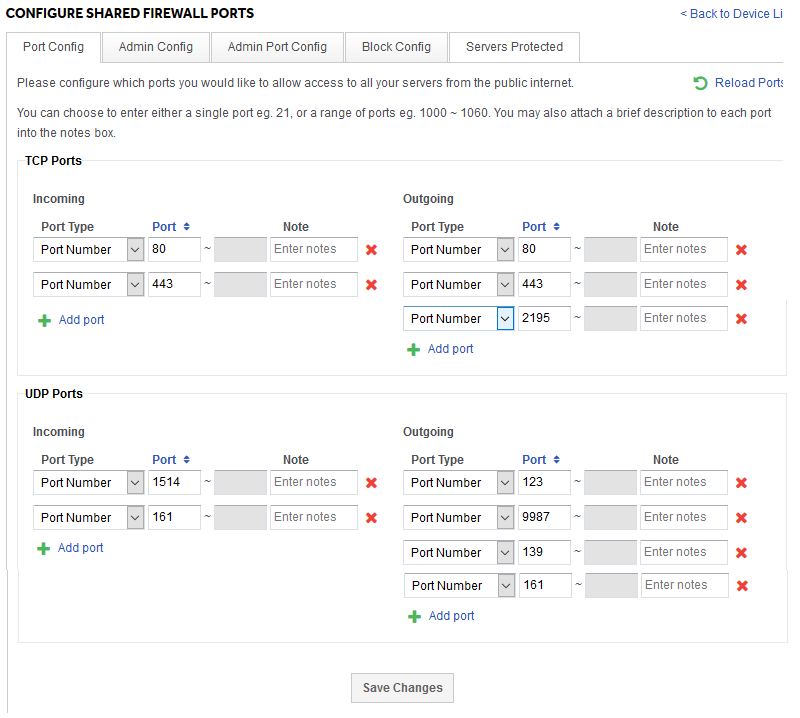 CONFIGURE SHARED FIREWALL PORTS < Back to Device Li
Port Config Admin Config Admin Port Config Block Config Servers Protected
Please configure which ports you would like to allow access to all your servers from the public internet. Reload Ports
You can choose to enter either a single port eg. 21, or a range of ports eg. 1000 ~ 1060. You may also attach a brief description to each port
into the notes box.
TCP Ports
Incoming
Port Type Port Note
Port Number 80 ~ Enter notes
Port Number 443 ~ Enter notes
Add port
Outgoing
Port Type Port Note
Port Number 80 ~ Enter notes
Port Number 443 ~ Enter notes
Port Number 2195 ~ Enter notes
Add port
UDP Ports
Incoming
Port Type Port Note
Port Number 1514 ~ Enter notes
Port Number 161 ~ Enter notes
Add port
Outgoing
Port Type Port Note
Port Number 123 ~ Enter notes
Port Number 9987 ~ Enter notes
Port Number 139 ~ Enter notes
Port Number 161 ~ Enter notes
Add port
Save Changes